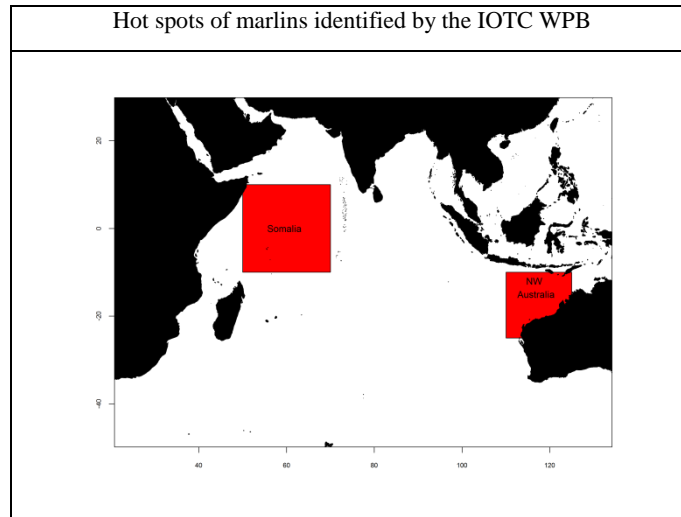 Hot spots of marlins identified by the IOTC WPB
20
Somalia
0
NW
Australia
-20
-40
40 60 80 100 120